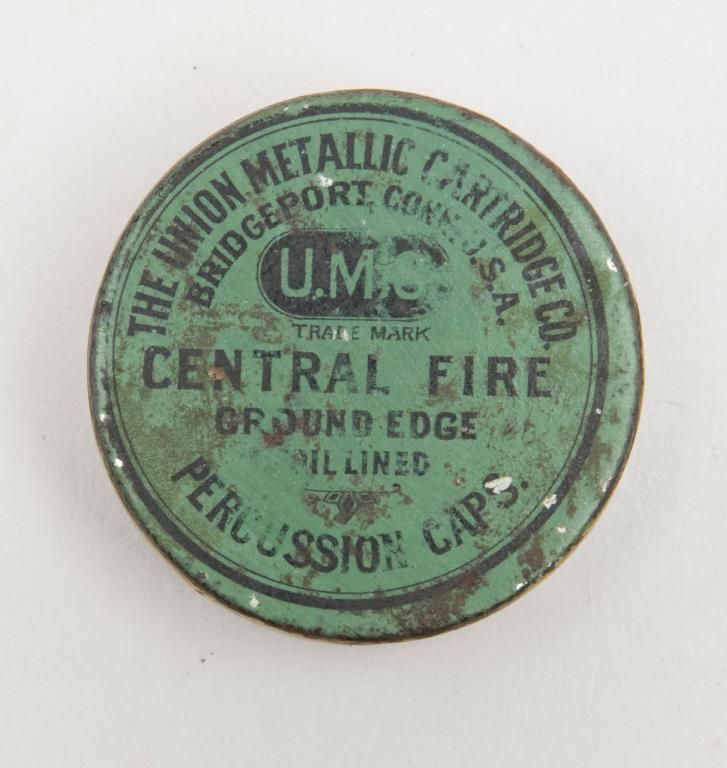 THE UNION METALLIC CARTRIDGE CO.
BRIDGEPORT, CONN. U.S.A.
U.M.C
TRADE MARK
CENTRAL FIRE
GROUND EDGE
FOIL LINED
PERCUSSION CAPS.